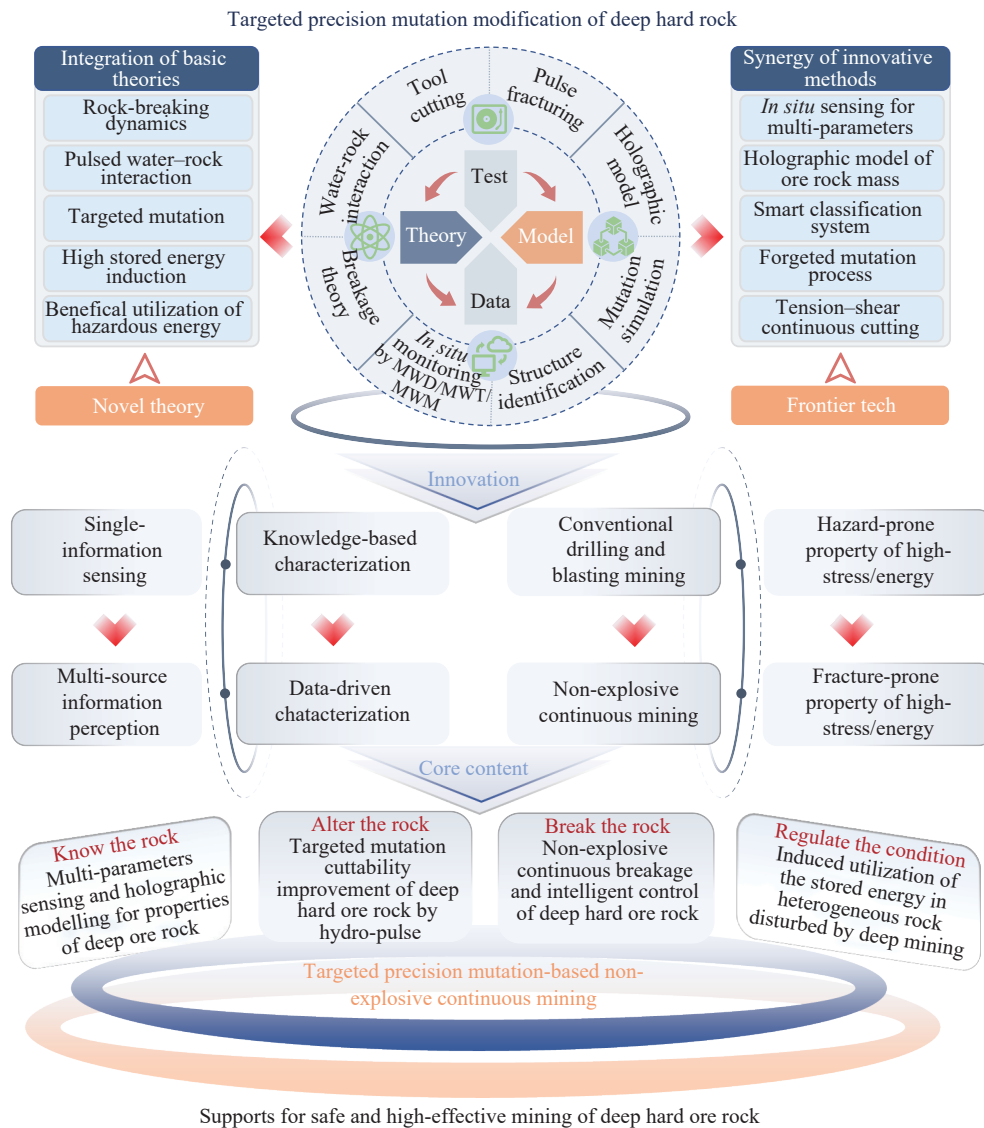 Targeted precision mutation modification of deep hard rock
Integration of basic
theories
Rock-breaking
dynamics
Pulsed water–rock
interaction
Targeted mutation
High stored energy
induction
Benefical utilization of
hazardous energy
Novel theory
Tool
cutting
Pulse
fracturing
Water-rock
interaction
Holographic
model
Breakage
theory
Mutation
simulation
In situ
monitoring
by MWD/MWT/
MWM
Structure
identification
Test
Theory
Model
Data
Synergy of innovative
methods
In situ sensing for
multi-parameters
Holographic model of
ore rock mass
Smart classification
system
Forgeted mutation
process
Tension–shear
continuous cutting
Frontier tech
Innovation
Single-
information
sensing
Knowledge-based
characterization
Conventional
drilling and
blasting mining
Hazard-prone
property of high-
stress/energy
Multi-source
information
perception
Data-driven
chatacterization
Non-explosive
continuous mining
Fracture-prone
property of high-
stress/energy
Core content
Know the rock
Multi-parameters
sensing and holographic
modelling for properties
of deep ore rock
Alter the rock
Targeted mutation
cuttability
improvement of deep
hard ore rock by
hydro-pulse
Break the rock
Non-explosive
continuous breakage
and intelligent control
of deep hard ore rock
Regulate the condition
Induced utilization of
the stored energy in
heterogeneous rock
disturbed by deep mining
Targeted precision mutation-based non-
explosive continuous mining
Supports for safe and high-effective mining of deep hard ore rock